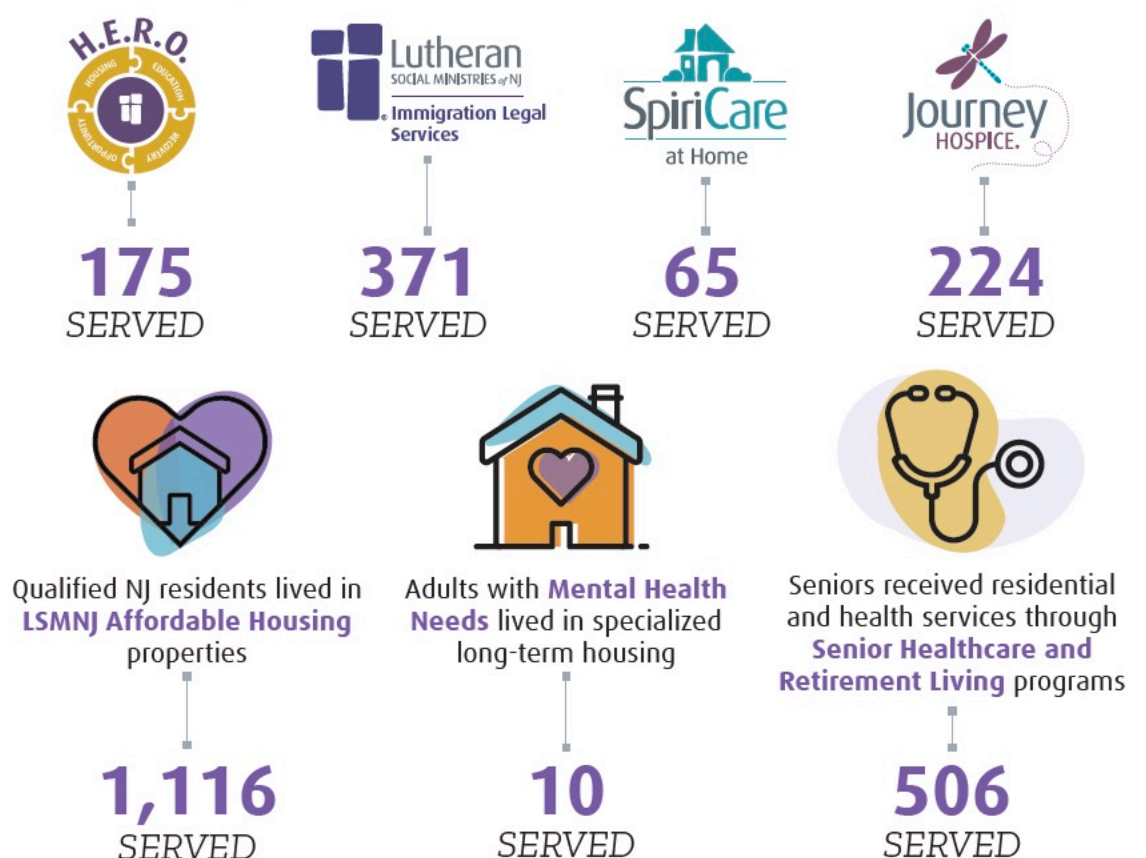 H.E.R.O.
HOUSING
EDUCATION
RECOVERY
OPPORTUNITY
Lutheran
SOCIAL MINISTRIES of NJ
® Immigration Legal
Services
SpiriCare
at Home
Journey
HOSPICE®
175
SERVED
371
SERVED
65
SERVED
224
SERVED
Qualified NJ residents lived in
LSMNJ Affordable Housing
properties
Adults with Mental Health
Needs lived in specialized
long-term housing
Seniors received residential
and health services through
Senior Healthcare and
Retirement Living programs
1,116
SERVED
10
SERVED
506
SERVED